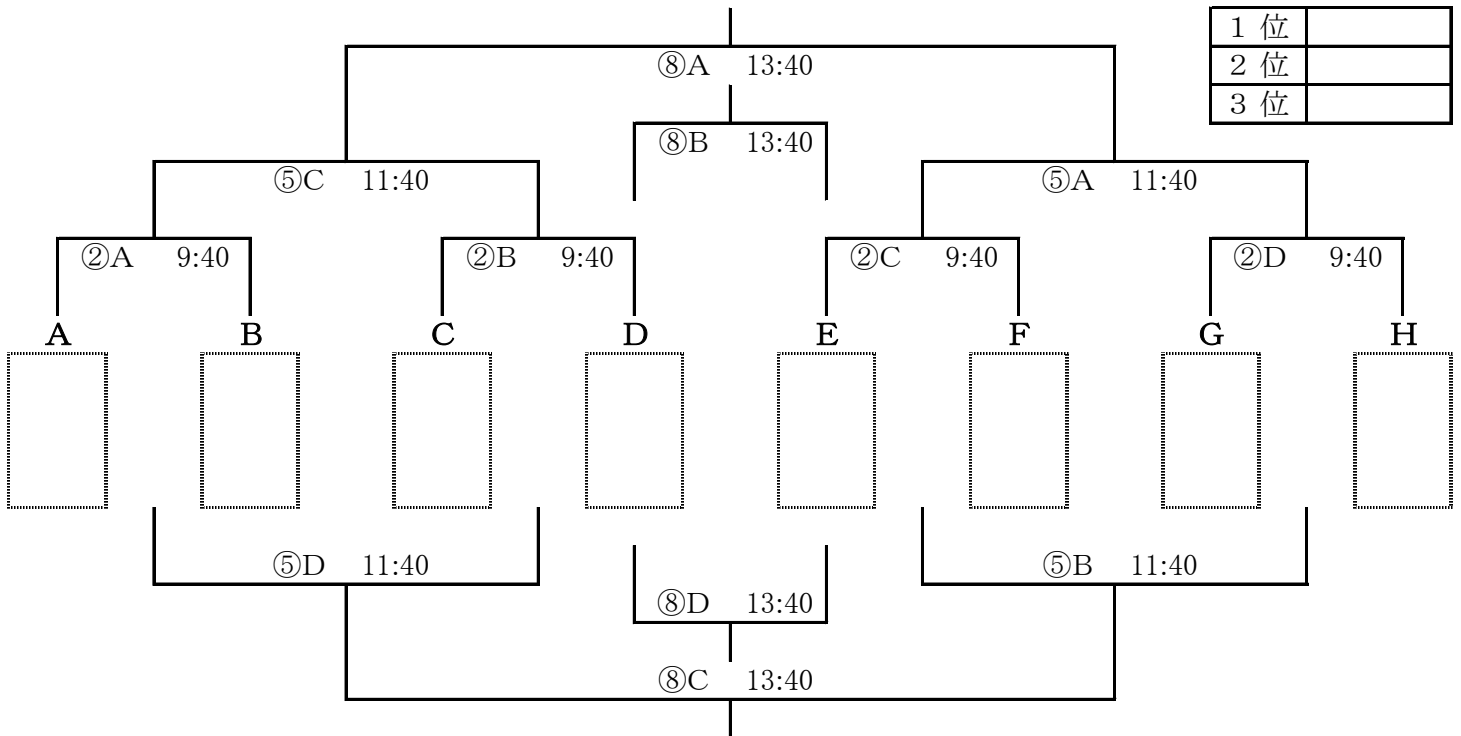 １ 位
２ 位
３ 位
⑧A 13:40
⑧B 13:40
⑤C 11:40 ⑤A 11:40
②A 9:40 ②B 9:40 ②C 9:40 ②D 9:40
A B C D E F G H
⑤D 11:40 ⑤B 11:40
⑧D 13:40
⑧C 13:40